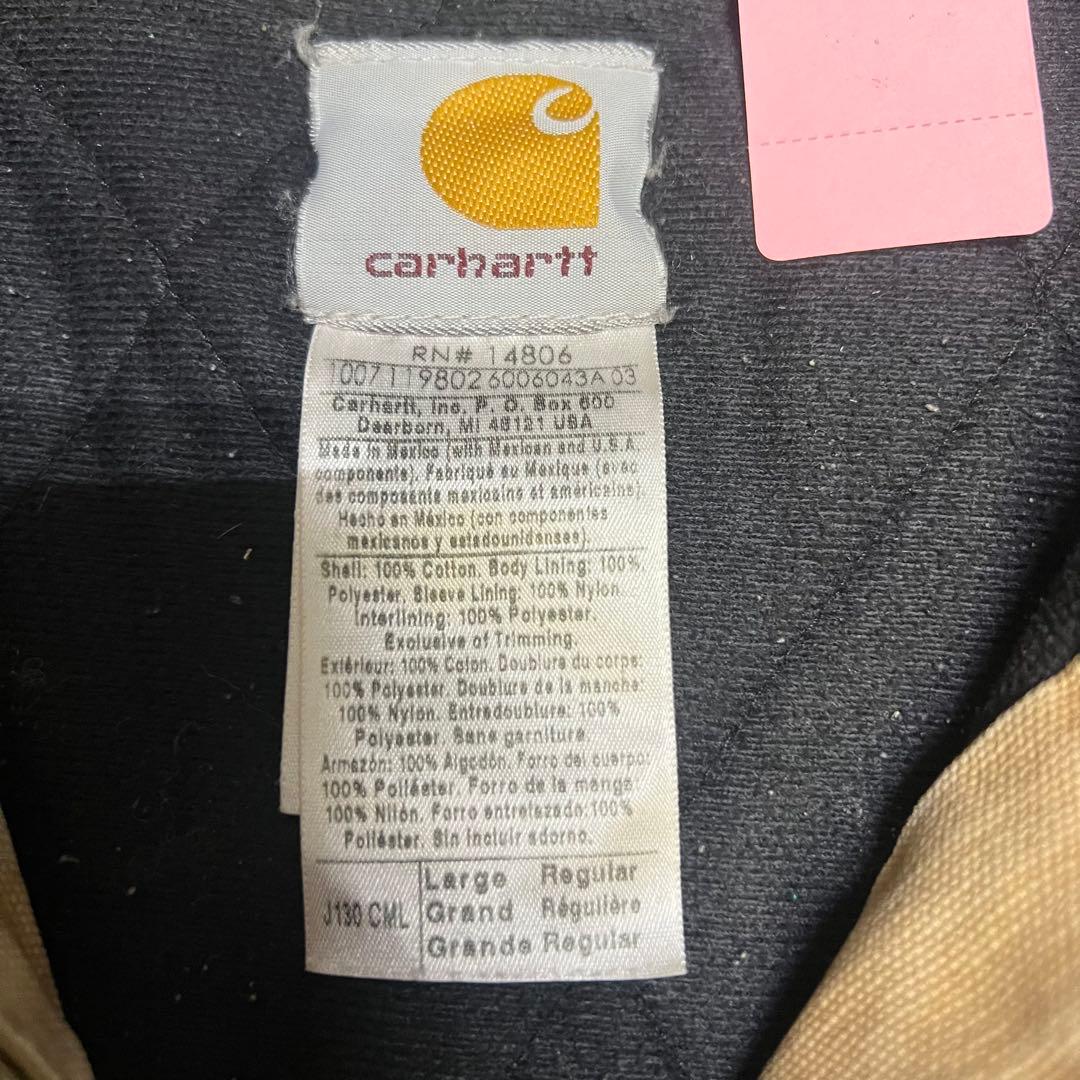 carhartt
RN# 14806
10071198026006043A 03
Carhartt, Inc. P. O. Box 600
Dearborn, MI 48121 USA
Made in Mexico (with Mexican and U.S.A.
components). Fabriqué au Mexique (avec
des composants mexicains et américains).
Hecho en México (con componentes
mexicanos y estadounidenses).
Shell: 100% Cotton. Body Lining: 100%
Polyester. Sleeve Lining: 100% Nylon
Interlining: 100% Polyester.
Exclusive of Trimming.
Extérieur: 100% Coton. Doublure du corps:
100% Polyester. Doublure de la manche:
100% Nylon. Entredoublure: 100%
Polyester. Sans garniture.
Armazón: 100% Algodón. Forro del cuerpo:
100% Poliéster. Forro de la manga:
100% Nilón. Forro entrelazado: 100%
Poliéster. Sin incluir adorno.
J130 CML
Large Regular
Grand Régulière
Grande Regular